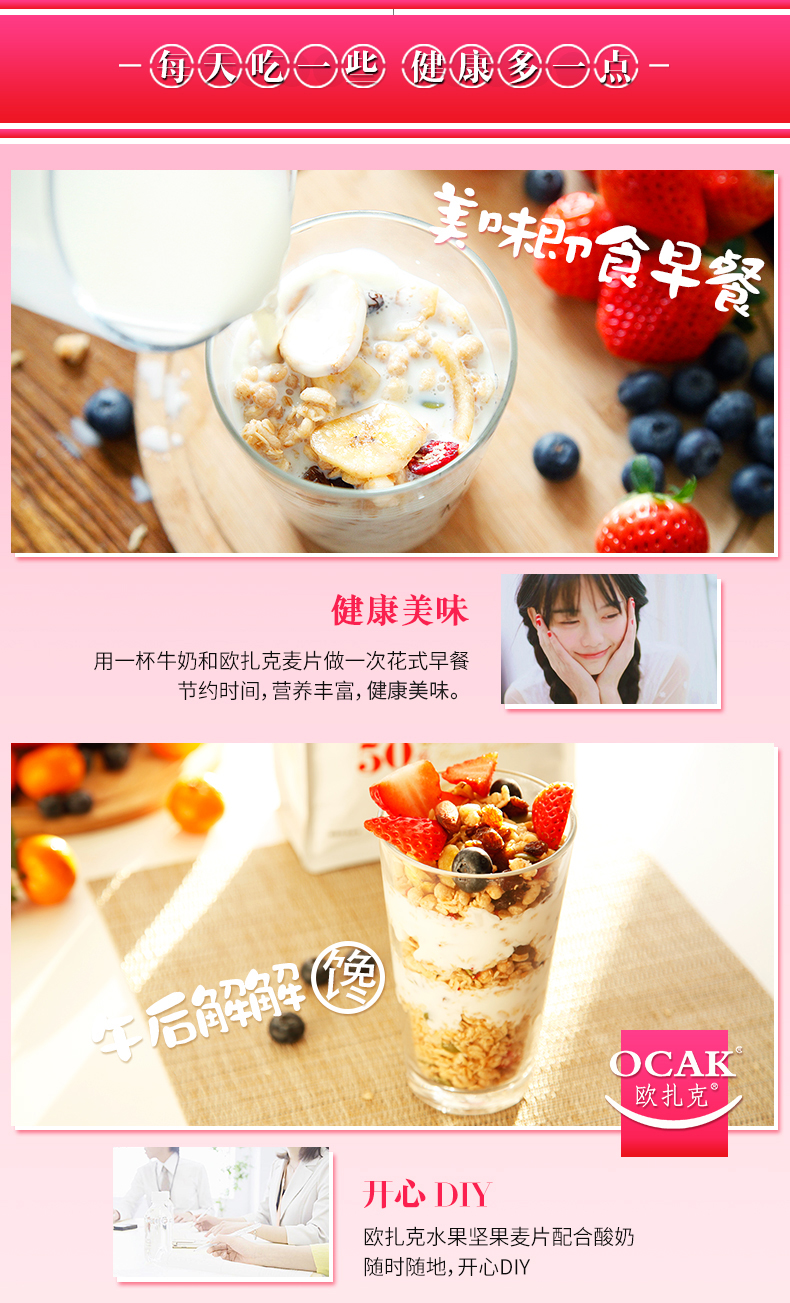 每天吃一些 健康多一点
美味即食早餐
健康美味
用一杯牛奶和欧扎克麦片做一次花式早餐
节约时间，营养丰富，健康美味。
50
午后解解馋
OCAK®
欧扎克®
开心 DIY
欧扎克水果坚果麦片配合酸奶
随时随地，开心DIY